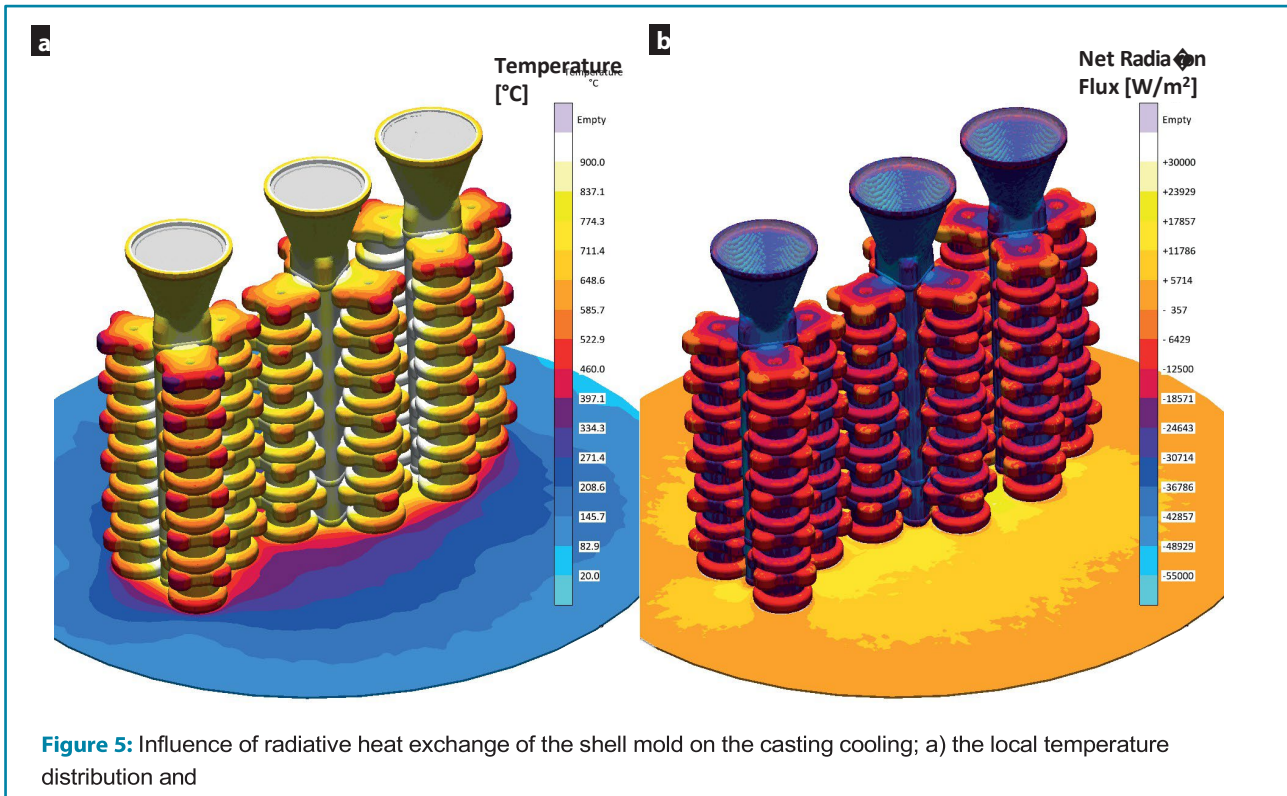 a
Temperature
Temperature
°C
[°C]
Empty
900.0
837.1
774.3
711.4
648.6
585.7
522.9
460.0
397.1
334.3
271.4
208.6
145.7
82.9
20.0
b
Net Radia�on
Flux [W/m²]
Empty
+30000
+23929
+17857
+11786
+ 5714
- 357
- 6429
-12500
-18571
-24643
-30714
-36786
-42857
-48929
-55000
Figure 5: Influence of radiative heat exchange of the shell mold on the casting cooling; a) the local temperature
distribution and